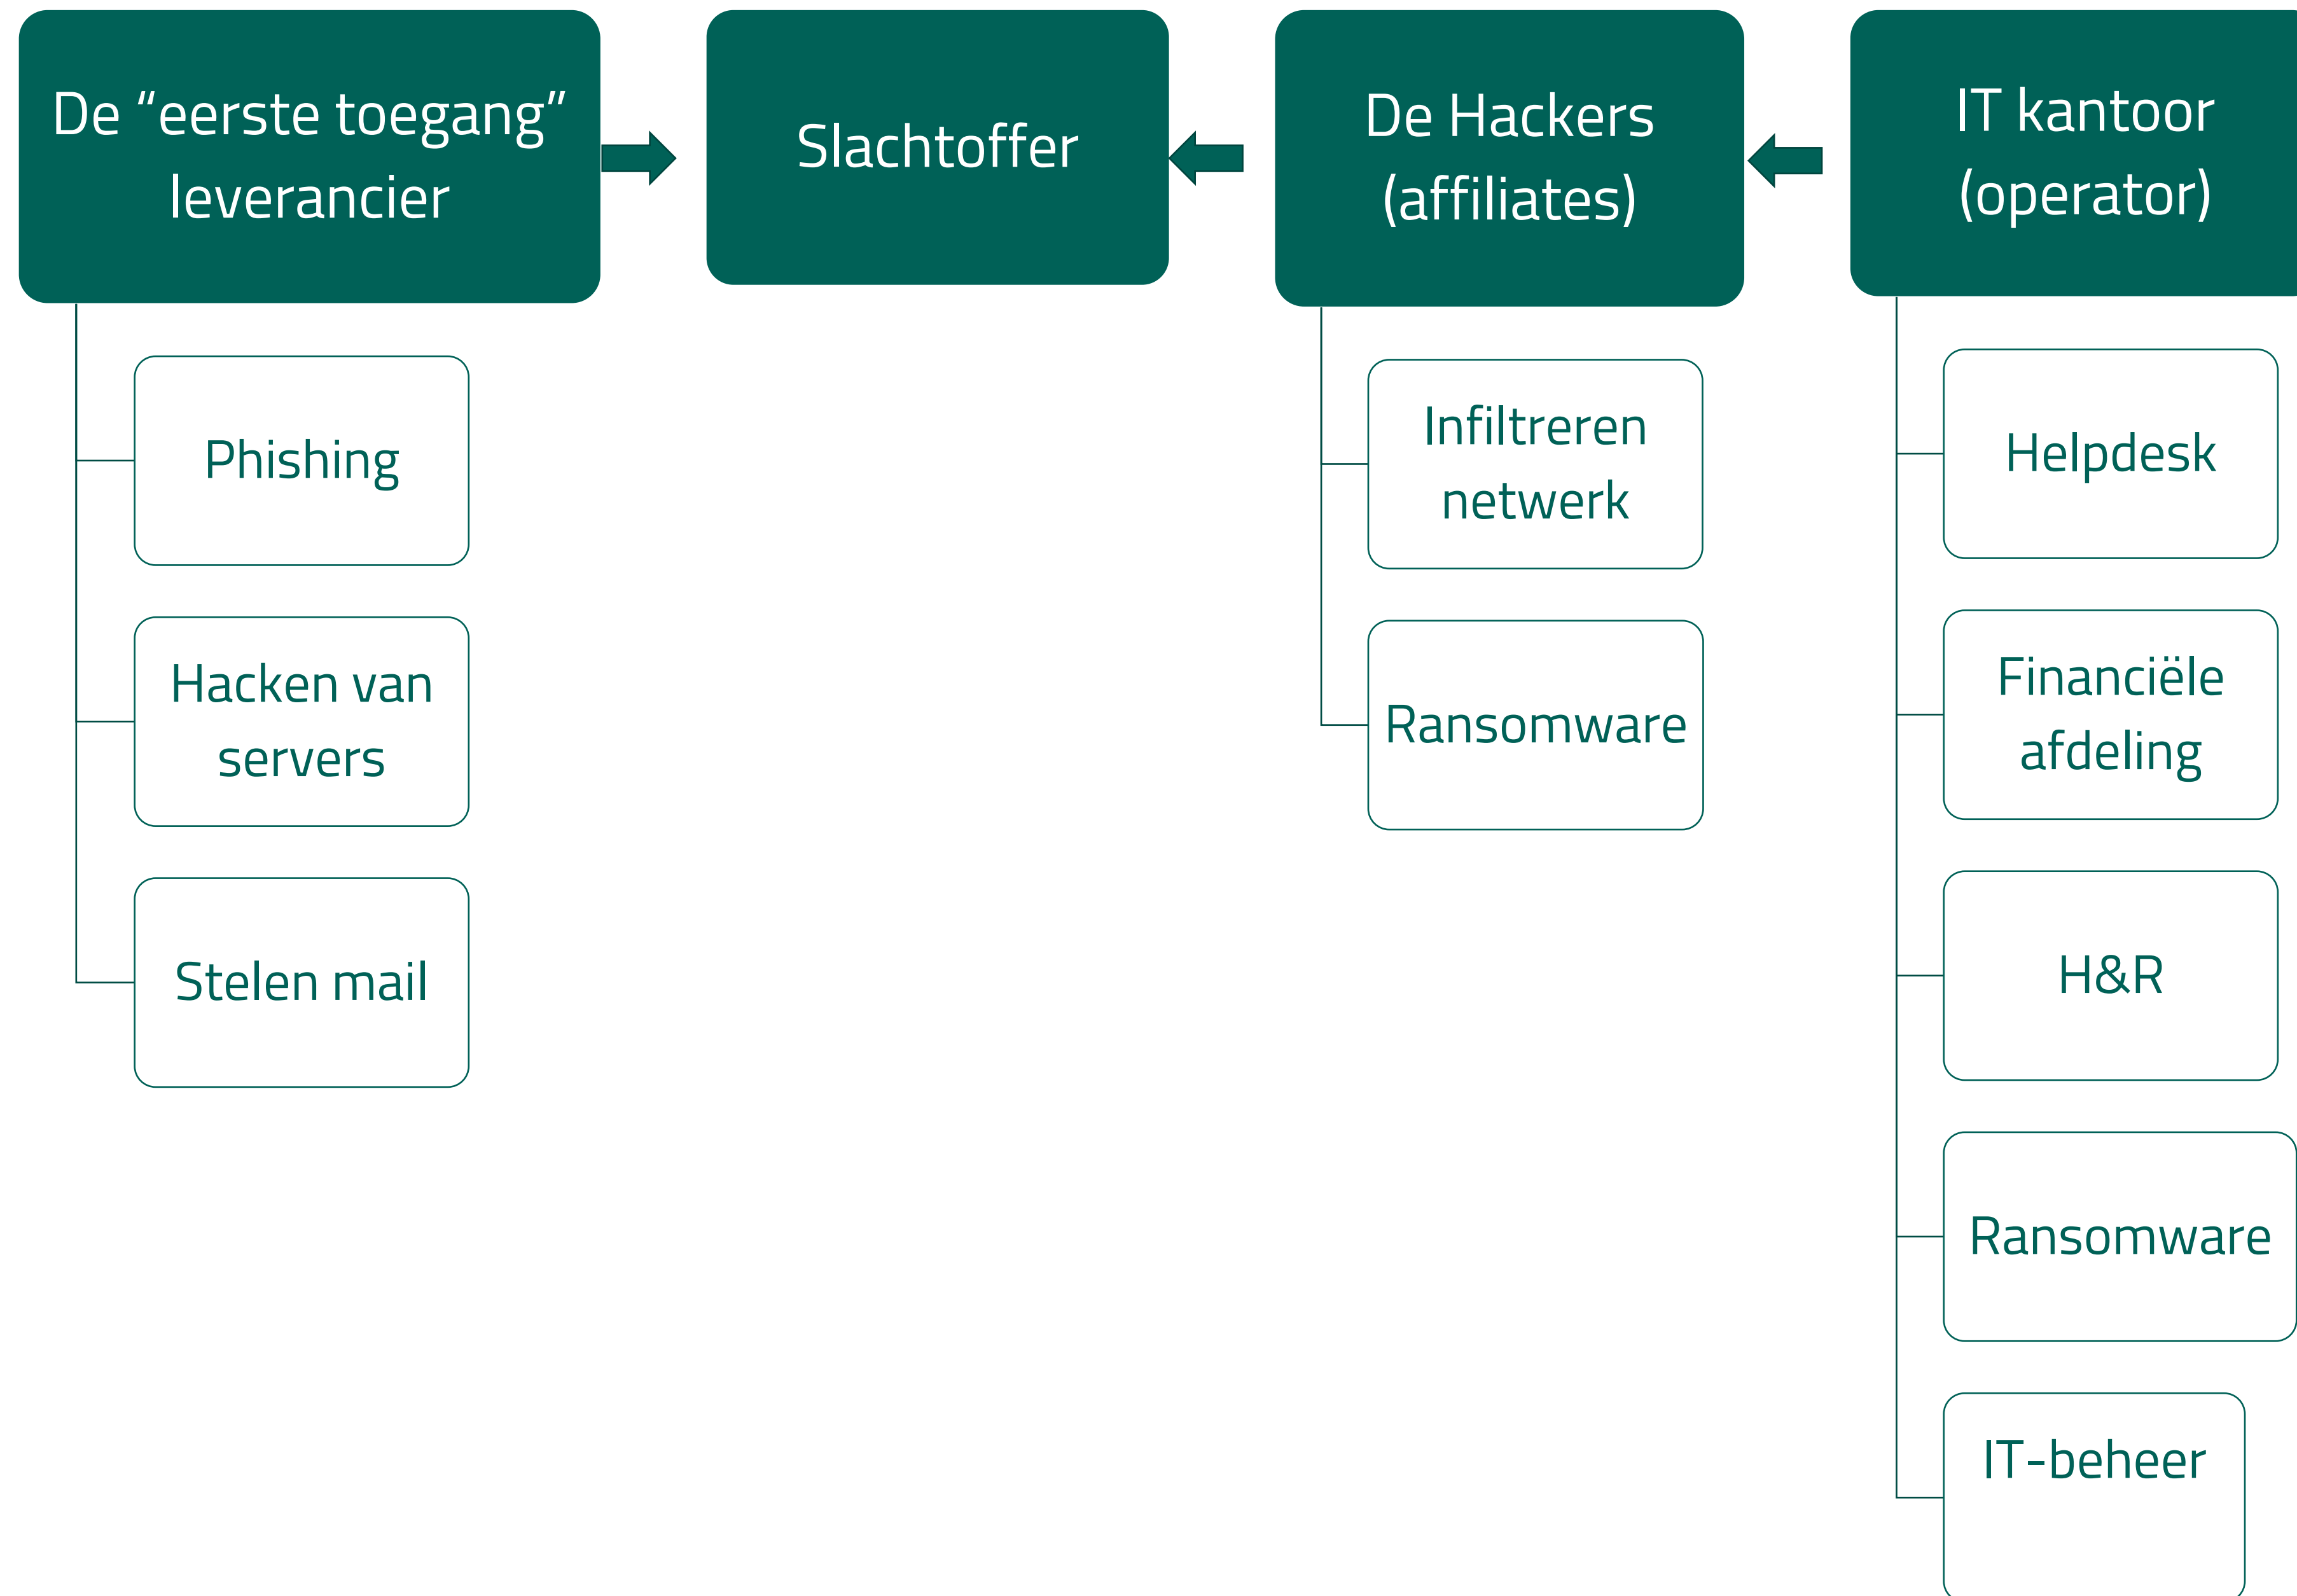 De “eerste toegang”
leverancier
Slachtoffer
De Hackers
(affiliates)
IT kantoor
(operator)
Phishing
Hacken van
servers
Stelen mail
Infiltreren
netwerk
Ransomware
Helpdesk
Financiële
afdeling
H&R
Ransomware
IT-beheer